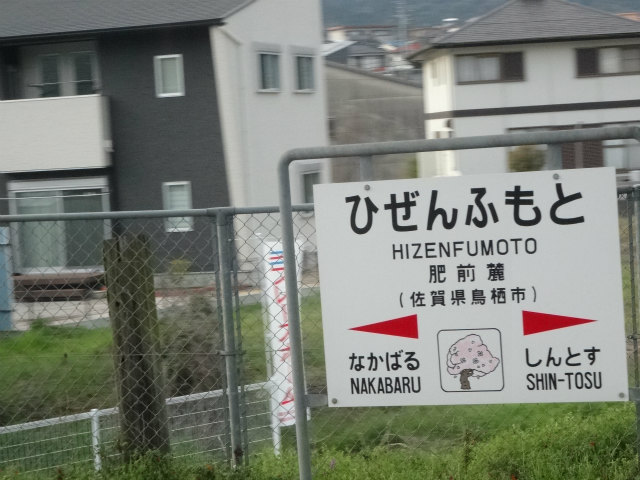 ひぜんふもと
HIZENFUMOTO
肥前麓
(佐賀県鳥栖市)
なかばる しんとす
NAKABARU SHIN-TOSU